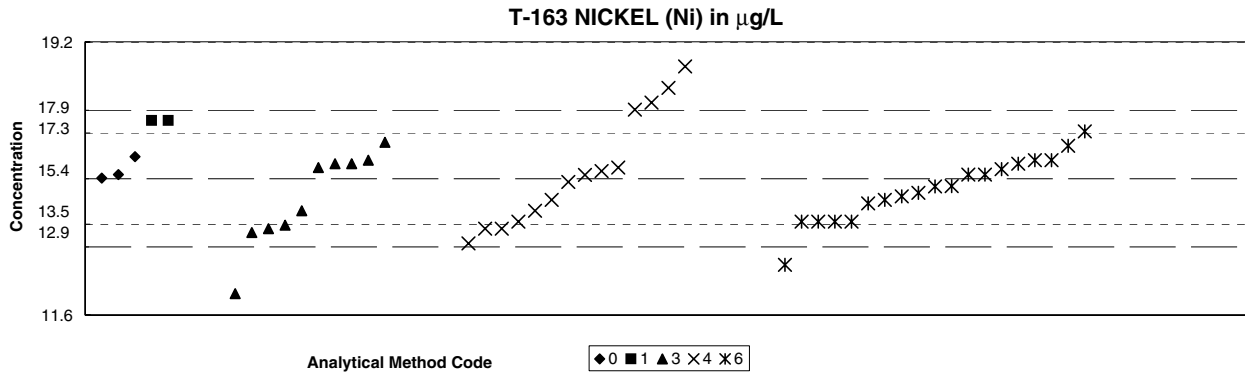 T-163 NICKEL (Ni) in μg/L
19.2
17.9
17.3
15.4
13.5
12.9
11.6
Concentration
Analytical Method Code
0 1 3 4 6